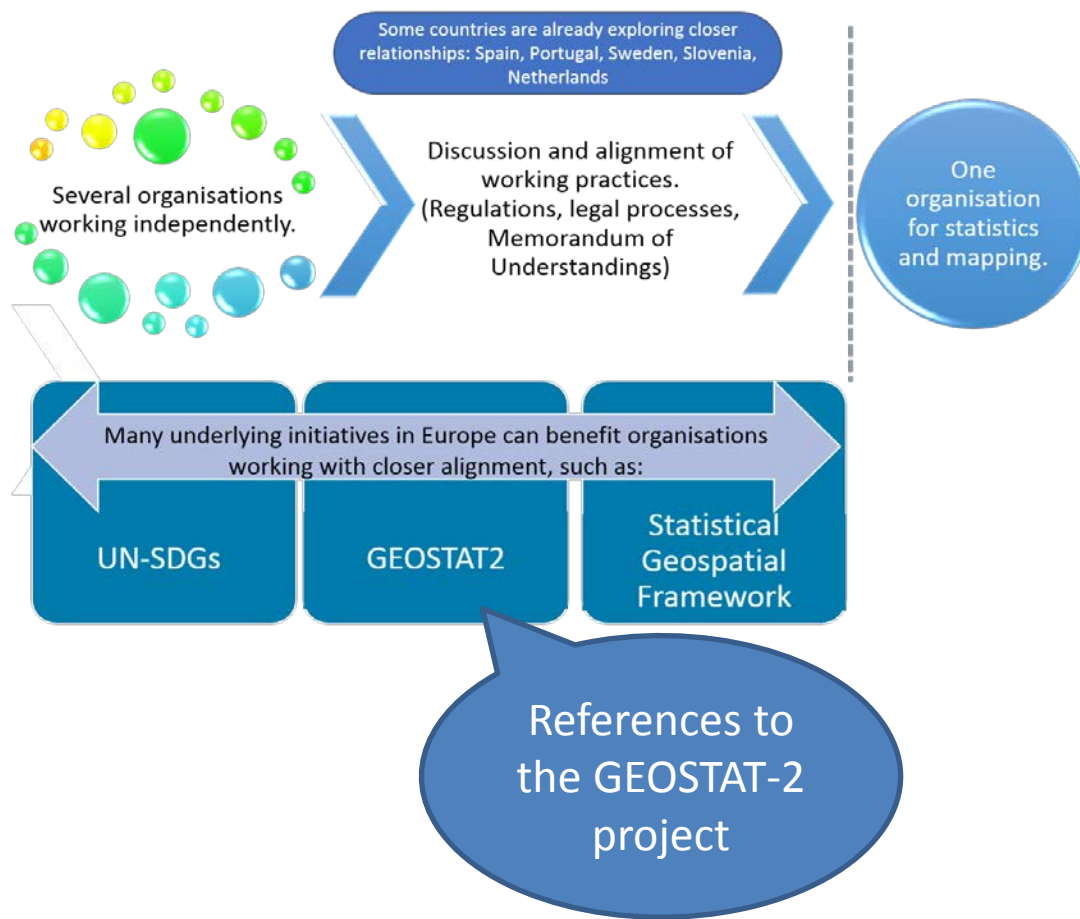 Some countries are already exploring closer
relationships: Spain, Portugal, Sweden, Slovenia,
Netherlands
Several organisations
working independently.
Discussion and alignment of
working practices.
(Regulations, legal processes,
Memorandum of
Understandings)
One
organisation
for statistics
and mapping.
Many underlying initiatives in Europe can benefit organisations
working with closer alignment, such as:
UN-SDGs
GEOSTAT2
Statistical
Geospatial
Framework
References to
the GEOSTAT-2
project